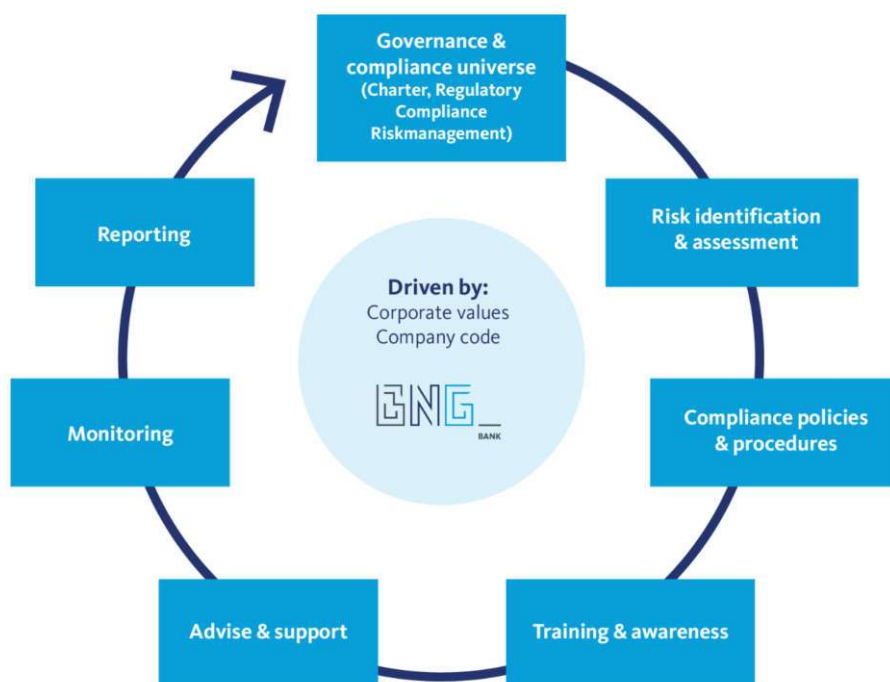 Governance &
compliance universe
(Charter, Regulatory
Compliance
Riskmanagement)
Risk identification
& assessment
Compliance policies
& procedures
Training & awareness
Advise & support
Monitoring
Reporting
Driven by:
Corporate values
Company code
BNG_
BANK